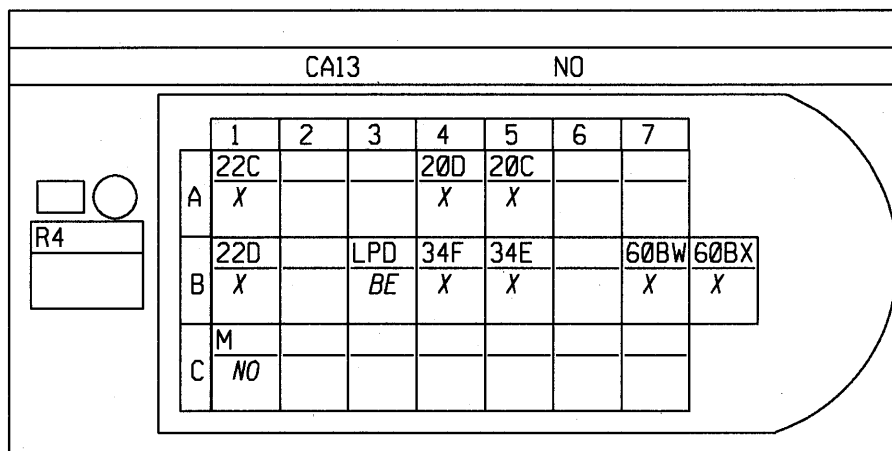 CA13 NO
1 2 3 4 5 6 7
22C 20D 20C
A X X X
R4
22D LPD 34F 34E 60BW 60BX
B X BE X X X X
M
C NO